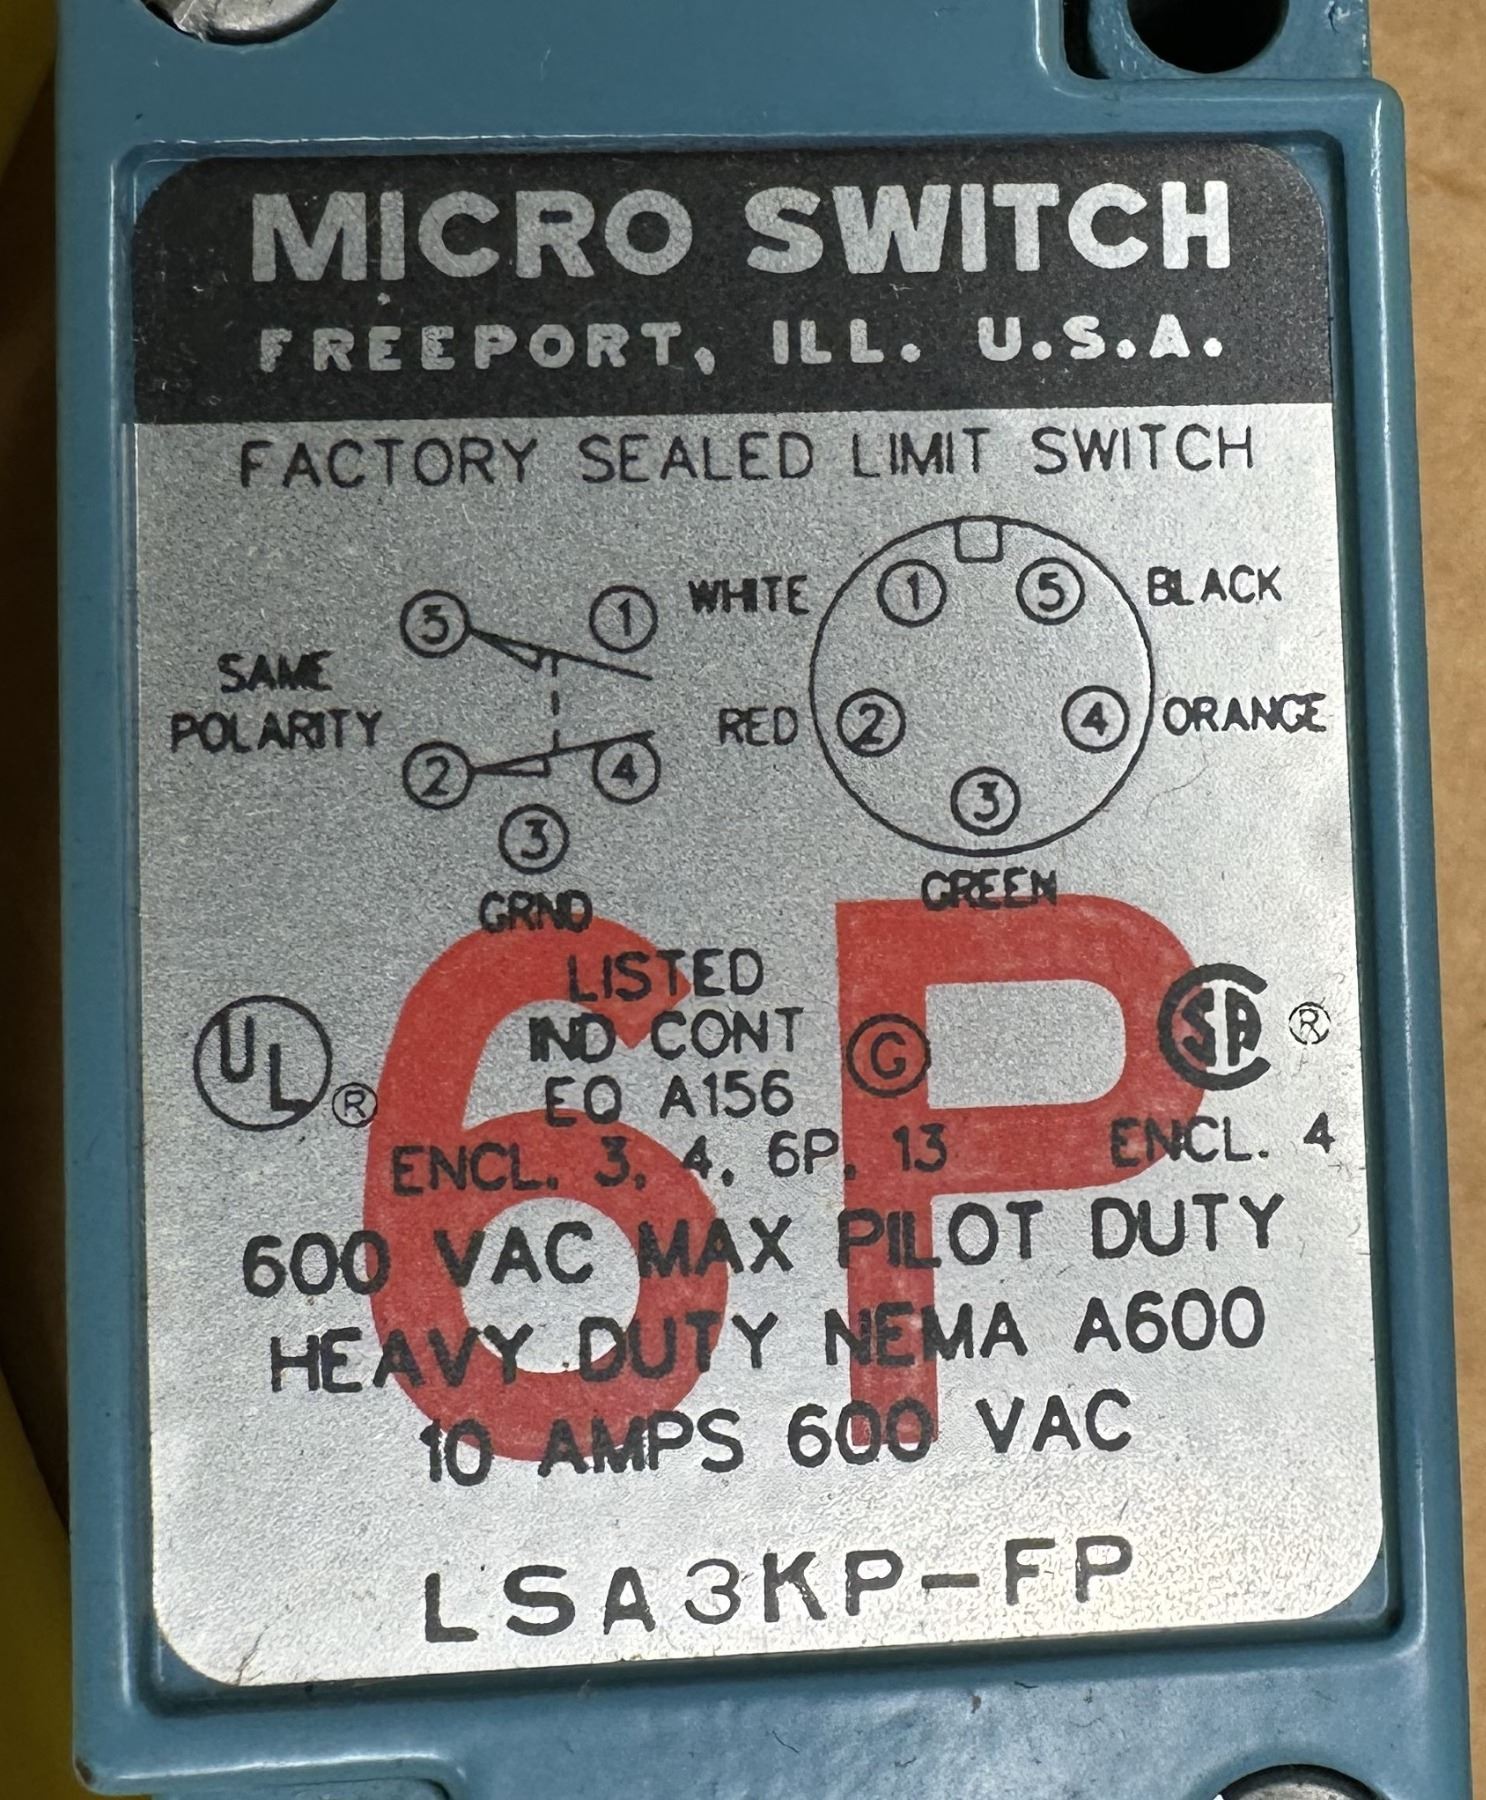 MICRO SWITCH
FREEPORT, ILL. U.S.A.
FACTORY SEALED LIMIT SWITCH
5 1
SAME
POLARITY
2 4
3
GRND
WHITE 1 5 BLACK
RED 2 4 ORANGE
3
GREEN
6P
UL ®
LISTED
IND CONT
EQ A156
G
SA ®
ENCL. 3, 4, 6P, 13
ENCL. 4
600 VAC MAX PILOT DUTY
HEAVY DUTY NEMA A600
10 AMPS 600 VAC
LSA3KP-FP